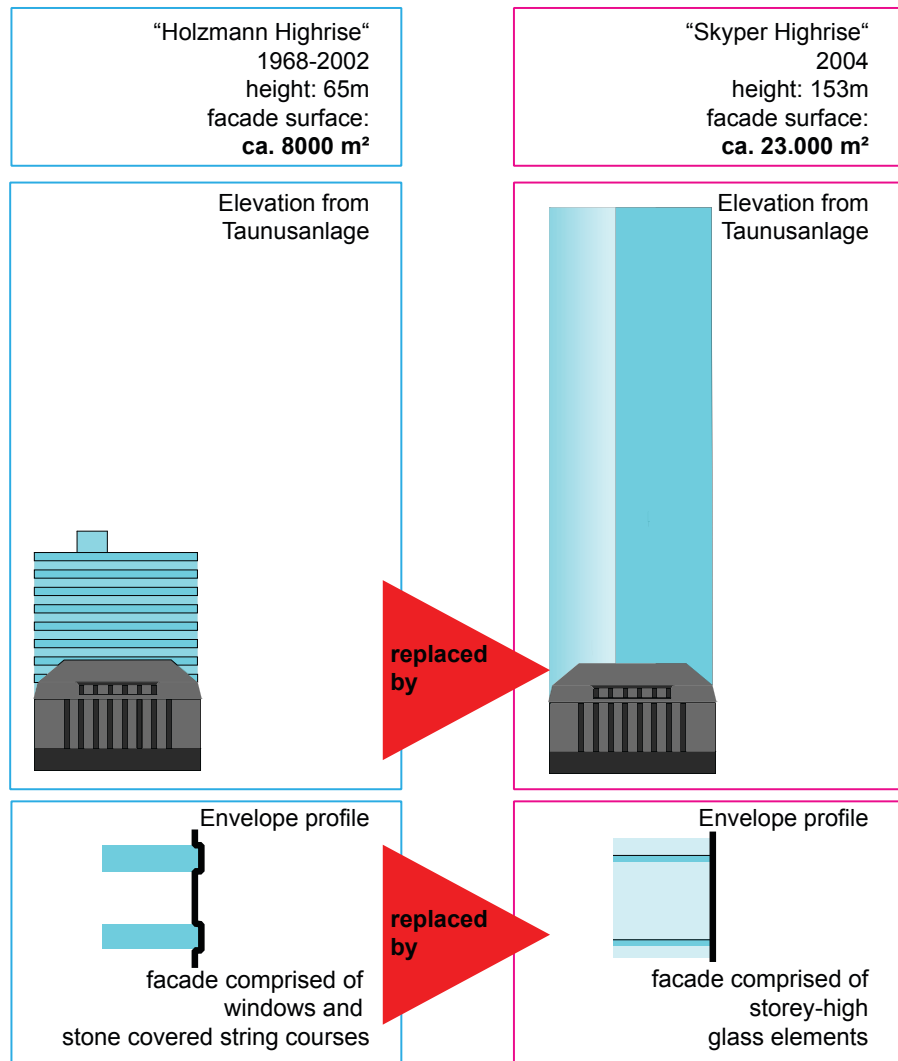 “Holzmann Highrise“
1968-2002
height: 65m
facade surface:
ca. 8000 m²
“Skyper Highrise“
2004
height: 153m
facade surface:
ca. 23.000 m²
Elevation from
Taunusanlage
Elevation from
Taunusanlage
replaced
by
Envelope profile
Envelope profile
replaced
by
facade comprised of
windows and
stone covered string courses
facade comprised of
storey-high
glass elements